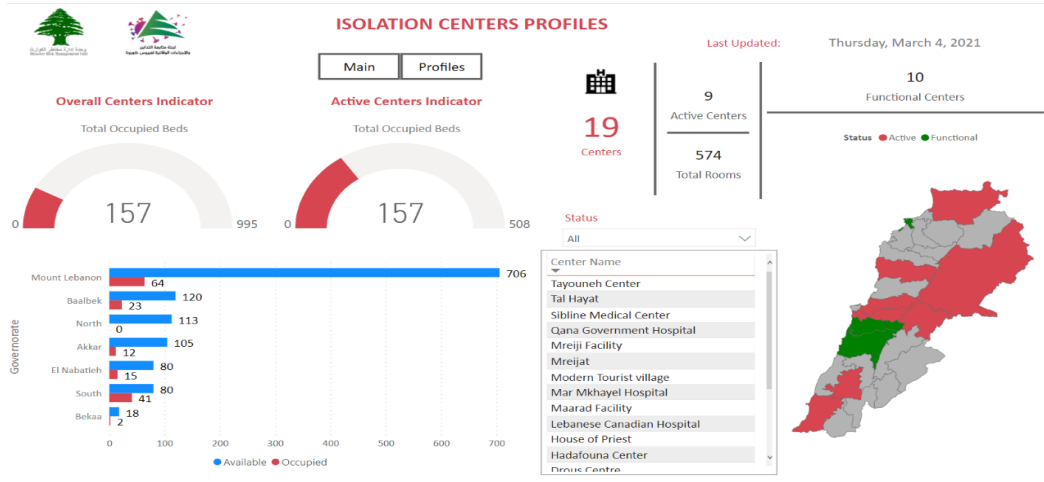 ISOLATION CENTERS PROFILES
Main
Profiles
Last Updated:
Thursday, March 4, 2021
Overall Centers Indicator
Total Occupied Beds
157
0
995
Active Centers Indicator
Total Occupied Beds
157
0
508
19
Centers
9
Active Centers
574
Total Rooms
10
Functional Centers
Status Active Functional
Status
All
Center Name
Tayouneh Center
Tal Hayat
Sibline Medical Center
Qana Government Hospital
Mreiji Facility
Mreijat
Modern Tourist village
Mar Mkhayel Hospital
Maarad Facility
Lebanese Canadian Hospital
House of Priest
Hadafouna Center
Drous Centre
Governorate
Mount Lebanon
706
64
Baalbek
120
23
North
113
0
Akkar
105
12
El Nabatieh
80
15
South
80
41
Bekaa
18
2
0 100 200 300 400 500 600 700
Available Occupied